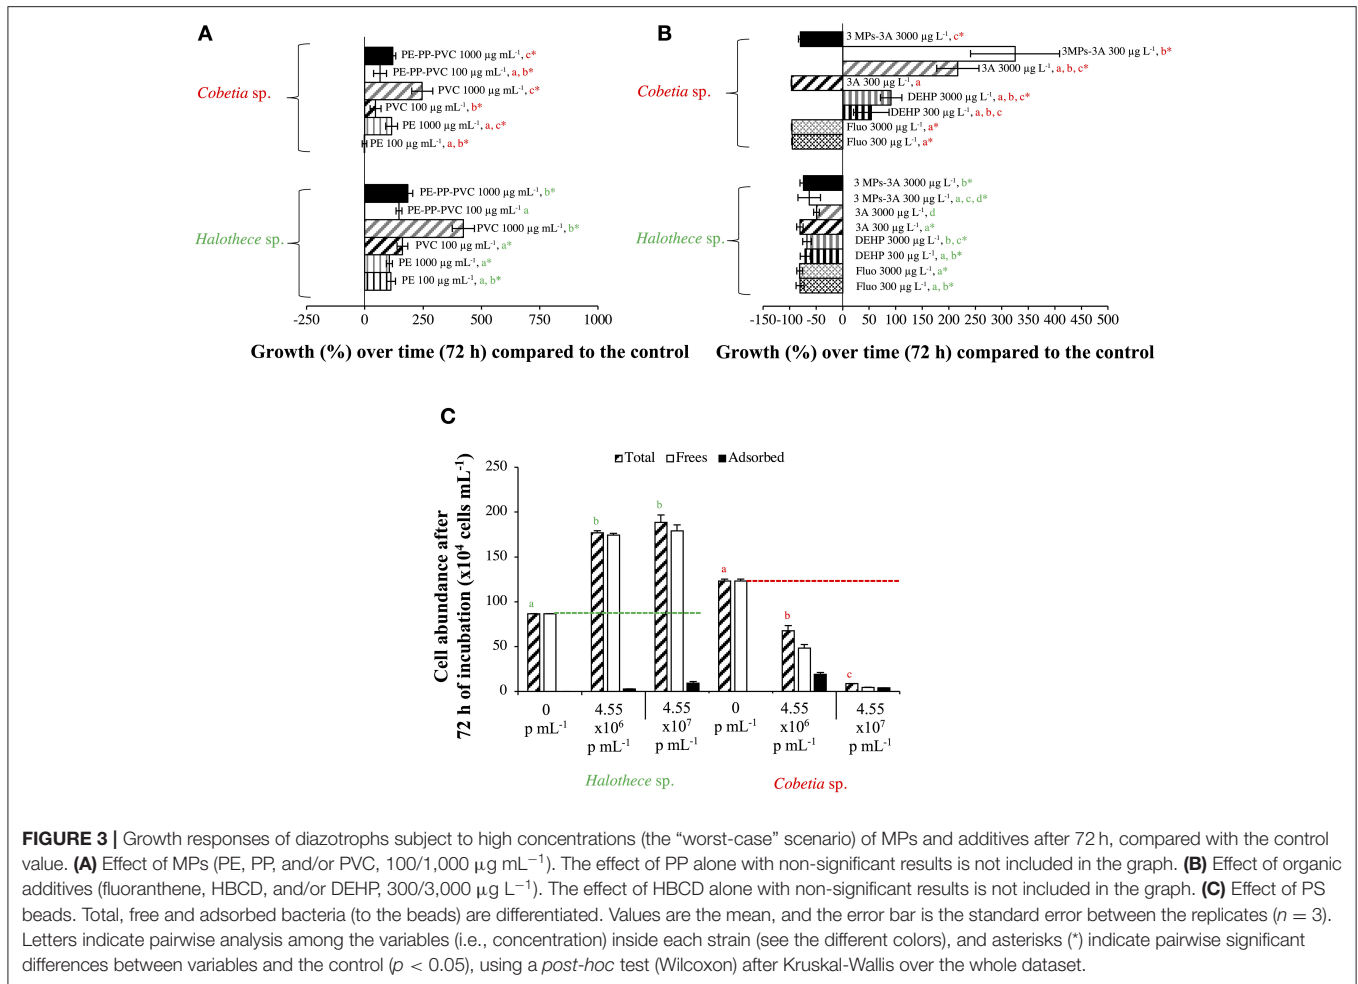 A
PE-PP-PVC 1000 µg mL⁻¹, c*
PE-PP-PVC 100 µg mL⁻¹, a, b*
PVC 1000 µg mL⁻¹, c*
PVC 100 µg mL⁻¹, b*
PE 1000 µg mL⁻¹, a, c*
PE 100 µg mL⁻¹, a, b*
Cobetia sp.
PE-PP-PVC 1000 µg mL⁻¹, b*
PE-PP-PVC 100 µg mL⁻¹ a
PVC 1000 µg mL⁻¹, b*
PVC 100 µg mL⁻¹, a*
PE 1000 µg mL⁻¹, a*
PE 100 µg mL⁻¹, a, b*
Halothece sp.
-250 0 250 500 750 1000
Growth (%) over time (72 h) compared to the control
B
3 MPs-3A 3000 µg L⁻¹, c*
3MPs-3A 300 µg L⁻¹, b*
3A 3000 µg L⁻¹, a, b, c*
3A 300 µg L⁻¹, a
DEHP 3000 µg L⁻¹, a, b, c*
DEHP 300 µg L⁻¹, a, b, c
Fluo 3000 µg L⁻¹, a*
Fluo 300 µg L⁻¹, a*
Cobetia sp.
3 MPs-3A 3000 µg L⁻¹, b*
3 MPs-3A 300 µg L⁻¹, a, c, d*
3A 3000 µg L⁻¹, d
3A 300 µg L⁻¹, a*
DEHP 3000 µg L⁻¹, b, c*
DEHP 300 µg L⁻¹, a, b*
Fluo 3000 µg L⁻¹, a*
Fluo 300 µg L⁻¹, a, b*
Halothece sp.
-150 -100 -50 0 50 100 150 200 250 300 350 400 450 500
Growth (%) over time (72 h) compared to the control
C
Total Frees Adsorbed
Cell abundance after
72 h of incubation (x10⁴ cells mL⁻¹)
250
200
150
100
50
0
a
b
b
a
b
c
0
p mL⁻¹
4.55
x10⁶
p mL⁻¹
4.55
x10⁷
p mL⁻¹
0
p mL⁻¹
4.55
x10⁶
p mL⁻¹
4.55
x10⁷
p mL⁻¹
Halothece sp.
Cobetia sp.
FIGURE 3 | Growth responses of diazotrophs subject to high concentrations (the “worst-case” scenario) of MPs and additives after 72 h, compared with the control
value. (A) Effect of MPs (PE, PP, and/or PVC, 100/1,000 µg mL⁻¹). The effect of PP alone with non-significant results is not included in the graph. (B) Effect of organic
additives (fluoranthene, HBCD, and/or DEHP, 300/3,000 µg L⁻¹). The effect of HBCD alone with non-significant results is not included in the graph. (C) Effect of PS
beads. Total, free and adsorbed bacteria (to the beads) are differentiated. Values are the mean, and the error bar is the standard error between the replicates (n = 3).
Letters indicate pairwise analysis among the variables (i.e., concentration) inside each strain (see the different colors), and asterisks (*) indicate pairwise significant
differences between variables and the control (p < 0.05), using a post-hoc test (Wilcoxon) after Kruskal-Wallis over the whole dataset.